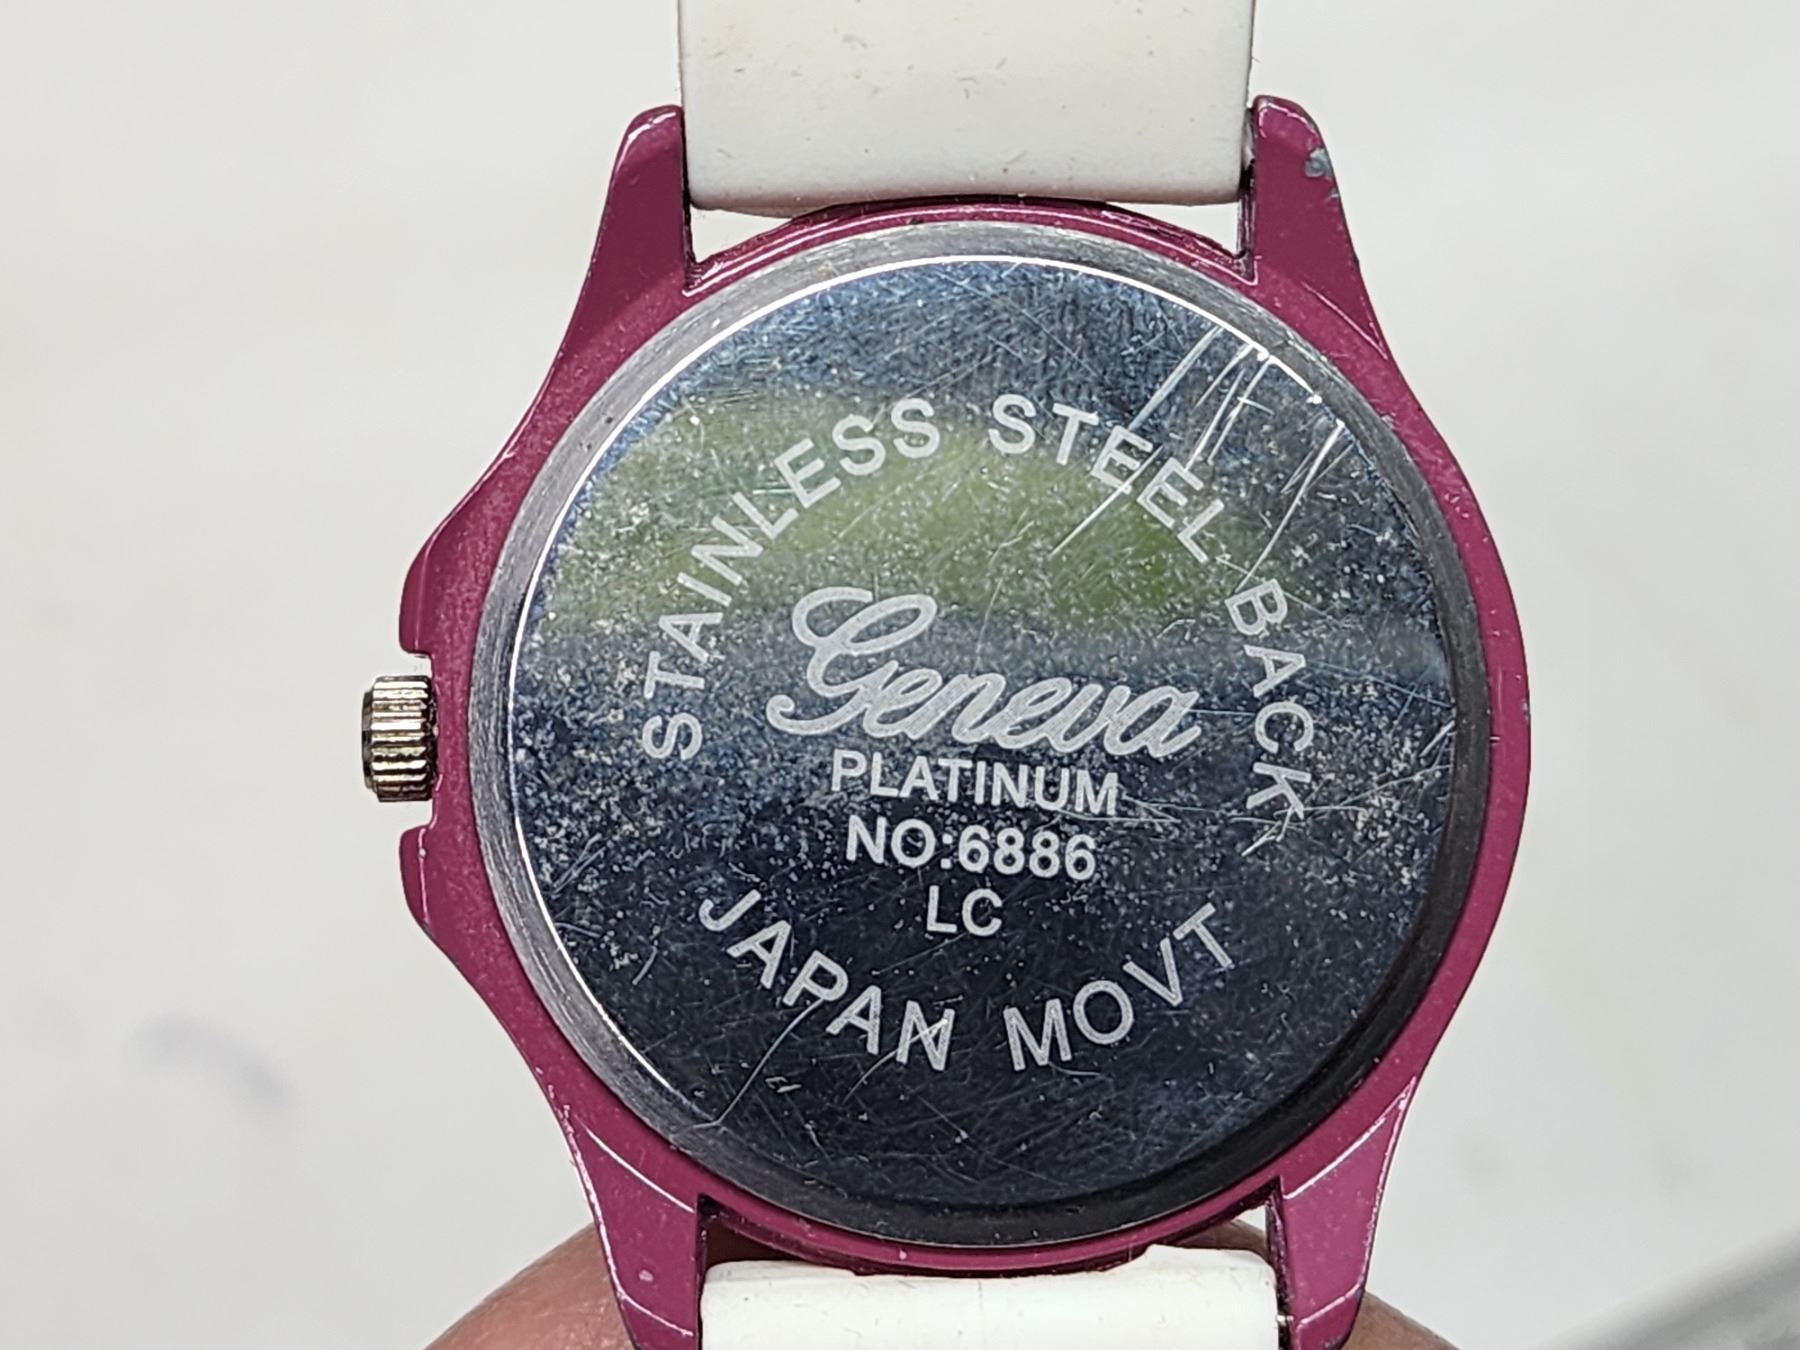 STAINLESS STEEL BACK
Geneva
PLATINUM
NO:6886
LC
JAPAN MOVT